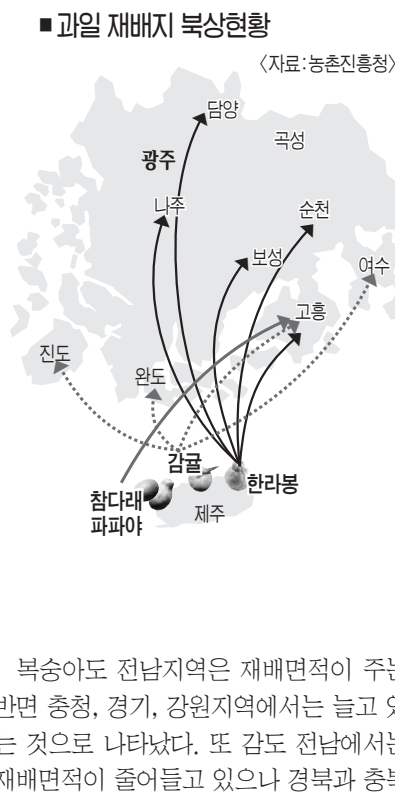 ■ 과일 재배지 북상현황
〈자료:농촌진흥청〉
담양
곡성
광주
나주
순천
보성
여수
고흥
진도
완도
감귤
한라봉
참다래
파파야
제주
복숭아도 전남지역은 재배면적이 주는
반면 충청, 경기, 강원지역에서는 늘고 있
는 것으로 나타났다. 또 감도 전남에서는
재배면적이 줄어들고 있으나 경북과 충북